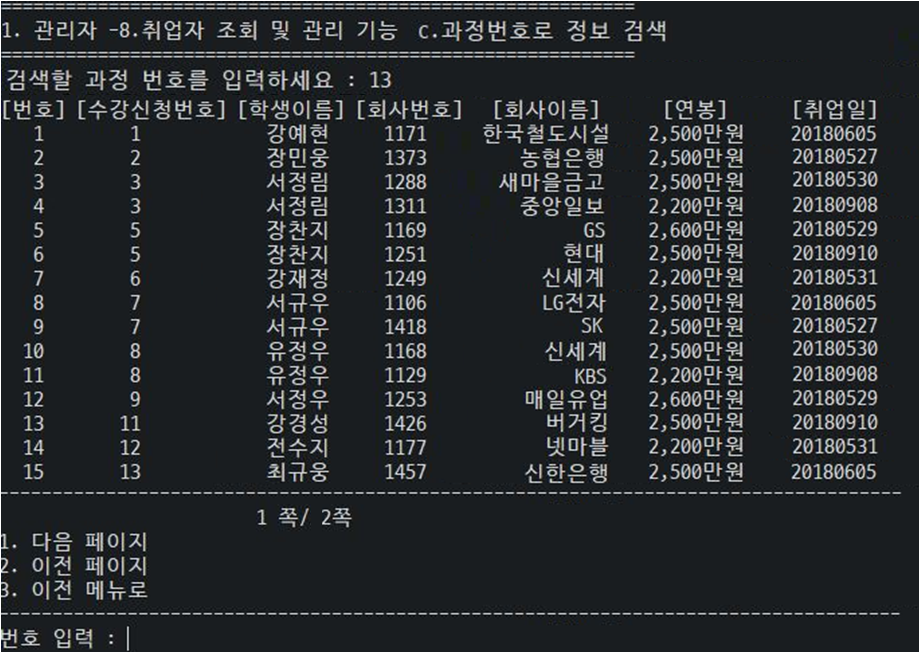 ============================================================
1. 관리자 -8.취업자 조회 및 관리 기능 c.과정번호로 정보 검색
============================================================
검색할 과정 번호를 입력하세요 : 13
[번호] [수강신청번호] [학생이름] [회사번호] [회사이름] [연봉] [취업일]
1 1 강예현 1171 한국철도시설 2,500만원 20180605
2 2 장민웅 1373 농협은행 2,500만원 20180527
3 3 서정림 1288 새마을금고 2,500만원 20180530
4 3 서정림 1311 중앙일보 2,200만원 20180908
5 5 장찬지 1169 GS 2,600만원 20180529
6 5 장찬지 1251 현대 2,500만원 20180910
7 6 강재정 1249 신세계 2,200만원 20180531
8 7 서규우 1106 LG전자 2,500만원 20180605
9 7 서규우 1418 SK 2,500만원 20180527
10 8 유정우 1168 신세계 2,500만원 20180530
11 8 유정우 1129 KBS 2,200만원 20180908
12 9 서정우 1253 매일유업 2,600만원 20180529
13 11 강경성 1426 버거킹 2,500만원 20180910
14 12 전수지 1177 넷마블 2,200만원 20180531
15 13 최규웅 1457 신한은행 2,500만원 20180605
------------------------------------------------------------
1 쪽/ 2쪽
1. 다음 페이지
2. 이전 페이지
3. 이전 메뉴로
------------------------------------------------------------
번호 입력 :